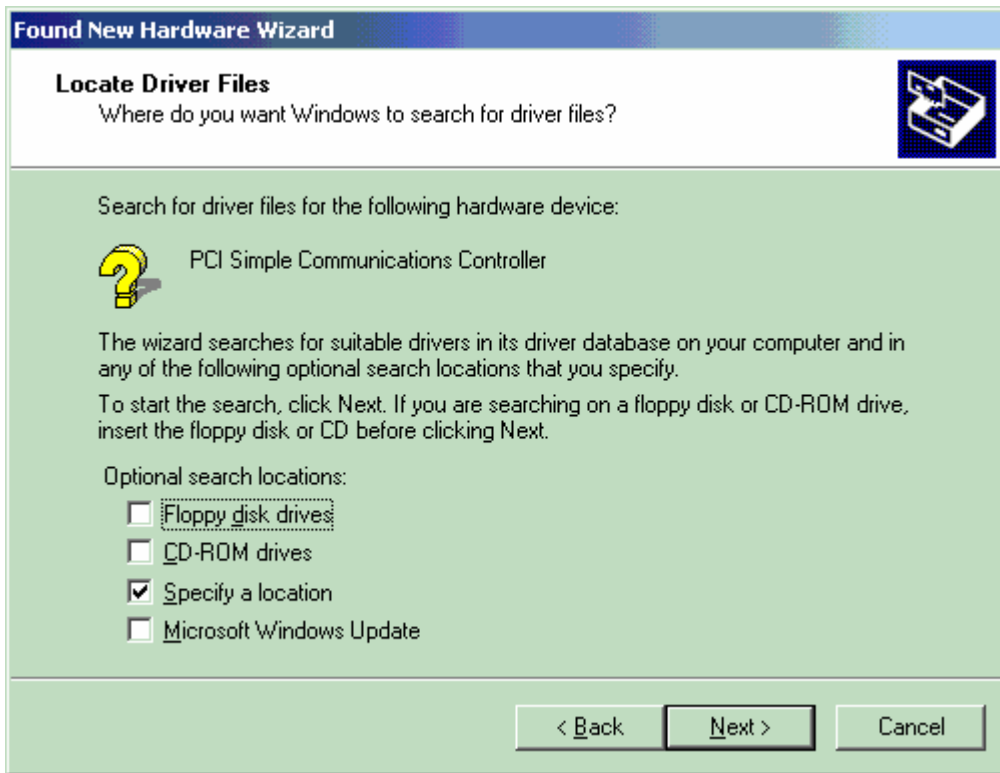 Found New Hardware Wizard
Locate Driver Files
Where do you want Windows to search for driver files?
Search for driver files for the following hardware device:
PCI Simple Communications Controller
The wizard searches for suitable drivers in its driver database on your computer and in
any of the following optional search locations that you specify.
To start the search, click Next. If you are searching on a floppy disk or CD-ROM drive,
insert the floppy disk or CD before clicking Next.
Optional search locations:
Floppy disk drives
CD-ROM drives
Specify a location
Microsoft Windows Update
< Back Next > Cancel